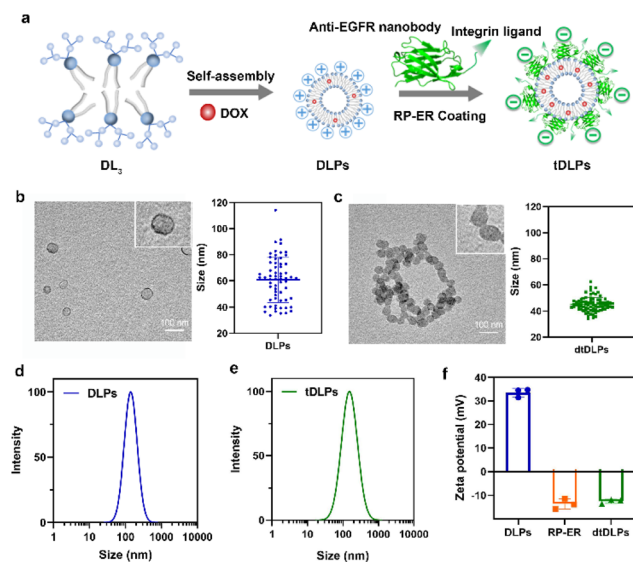 a
Anti-EGFR nanobody
Integrin ligand
Self-assembly
DOX
RP-ER Coating
DL3
DLPs
tDLPs
b
100 nm
Size (nm)
120
100
80
60
40
20
DLPs
c
100 nm
Size (nm)
120
100
80
60
40
20
dtDLPs
d
DLPs
Intensity
100
50
0
1 10 100 1000 10000
Size (nm)
e
tDLPs
Intensity
100
50
0
1 10 100 1000 10000
Size (nm)
f
Zeta potential (mV)
40
30
20
10
0
-10
DLPs RP-ER dtDLPs